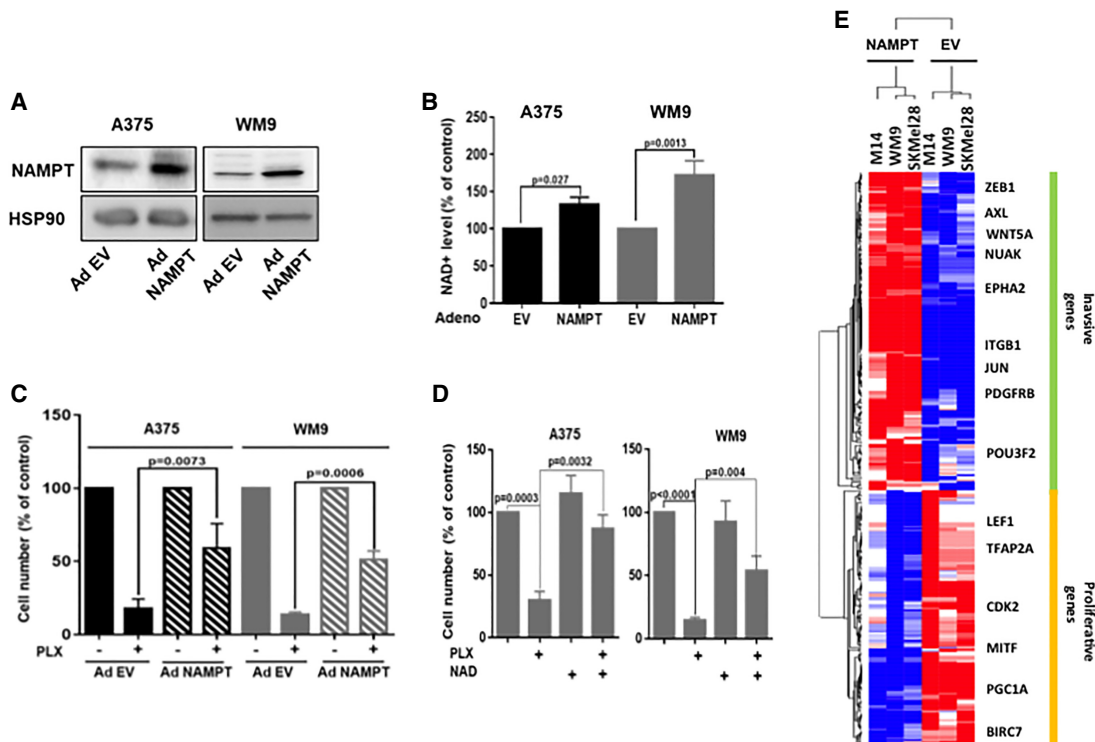 A
A375
WM9
NAMPT
HSP90
Ad EV
Ad NAMPT
Ad EV
Ad NAMPT
B
A375
WM9
NAD+ level (% of control)
250
200
150
100
50
0
p=0.027
p=0.0013
Adeno
EV
NAMPT
EV
NAMPT
C
A375
WM9
Cell number (% of control)
150
100
50
0
p=0.0073
p=0.0006
PLX
- + - + - + - +
Ad EV
Ad NAMPT
Ad EV
Ad NAMPT
D
A375
Cell number (% of control)
150
100
50
0
p=0.0003
p=0.0032
WM9
150
100
50
0
p<0.0001
p=0.004
PLX
+ + + +
NAD
+ + + +
E
NAMPT
EV
M14
WM9
SKMel28
M14
WM9
SKMel28
ZEB1
AXL
WNT5A
NUAK
EPHA2
ITGB1
JUN
PDGFRB
POU3F2
Inavsive genes
LEF1
TFAP2A
CDK2
MITF
PGC1A
BIRC7
Proliferative genes